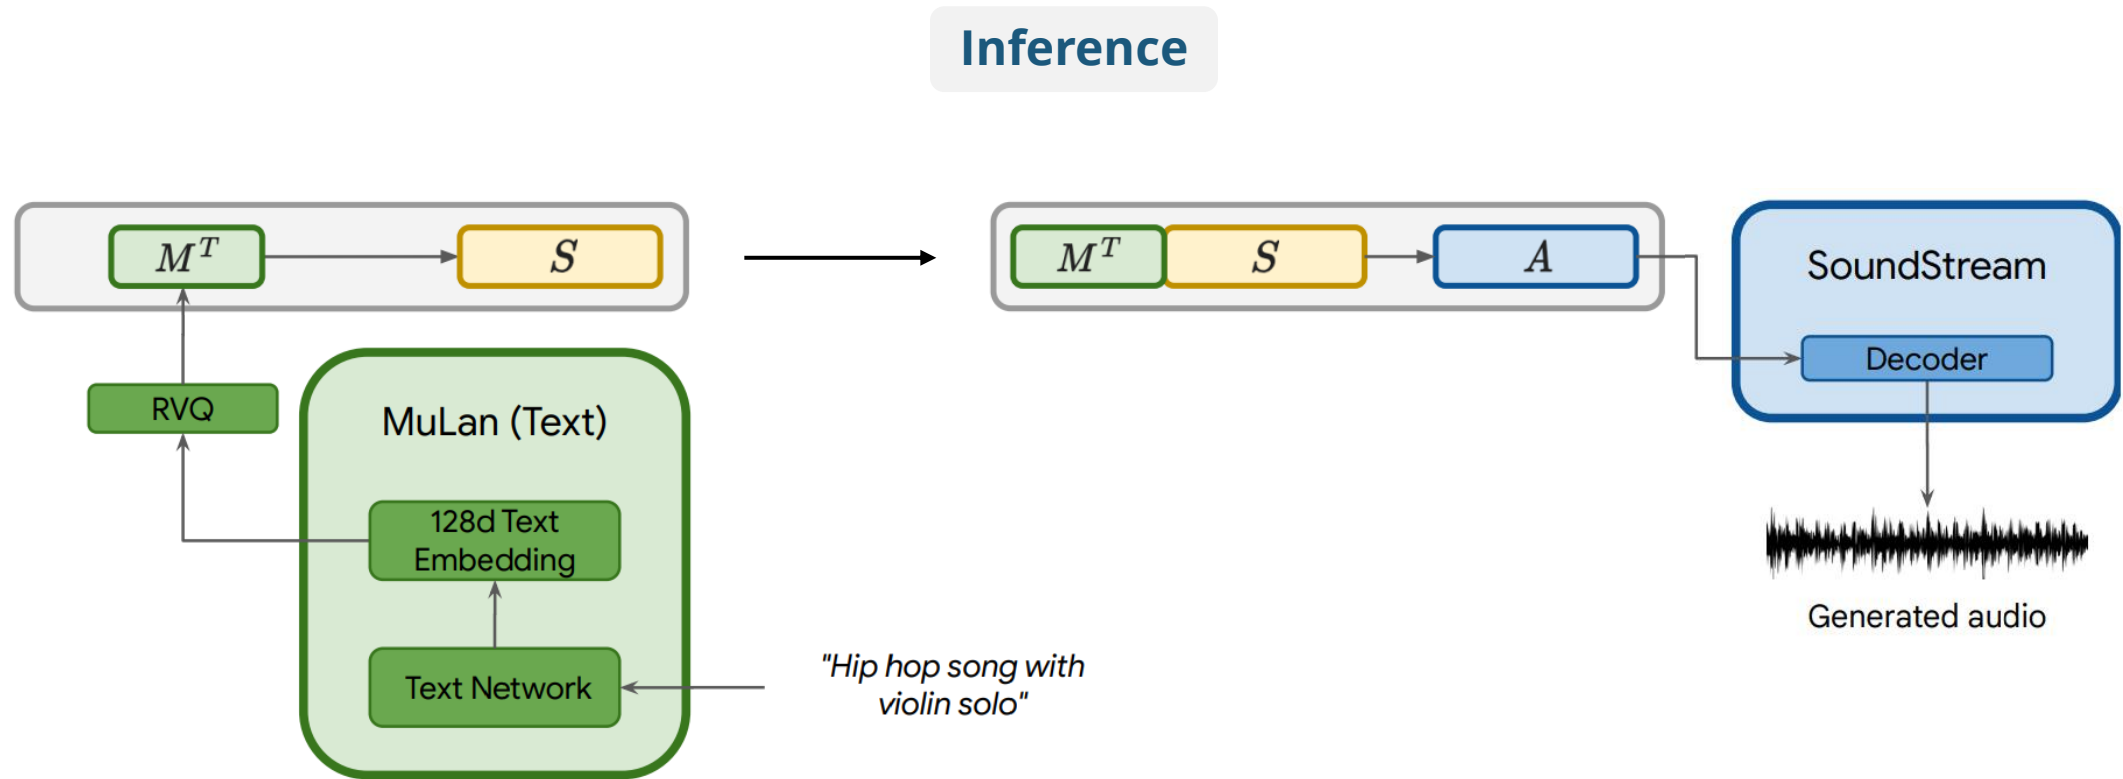 Inference
M^T
S
M^T
S
A
SoundStream
Decoder
RVQ
MuLan (Text)
128d Text
Embedding
Text Network
"Hip hop song with
violin solo"
Generated audio